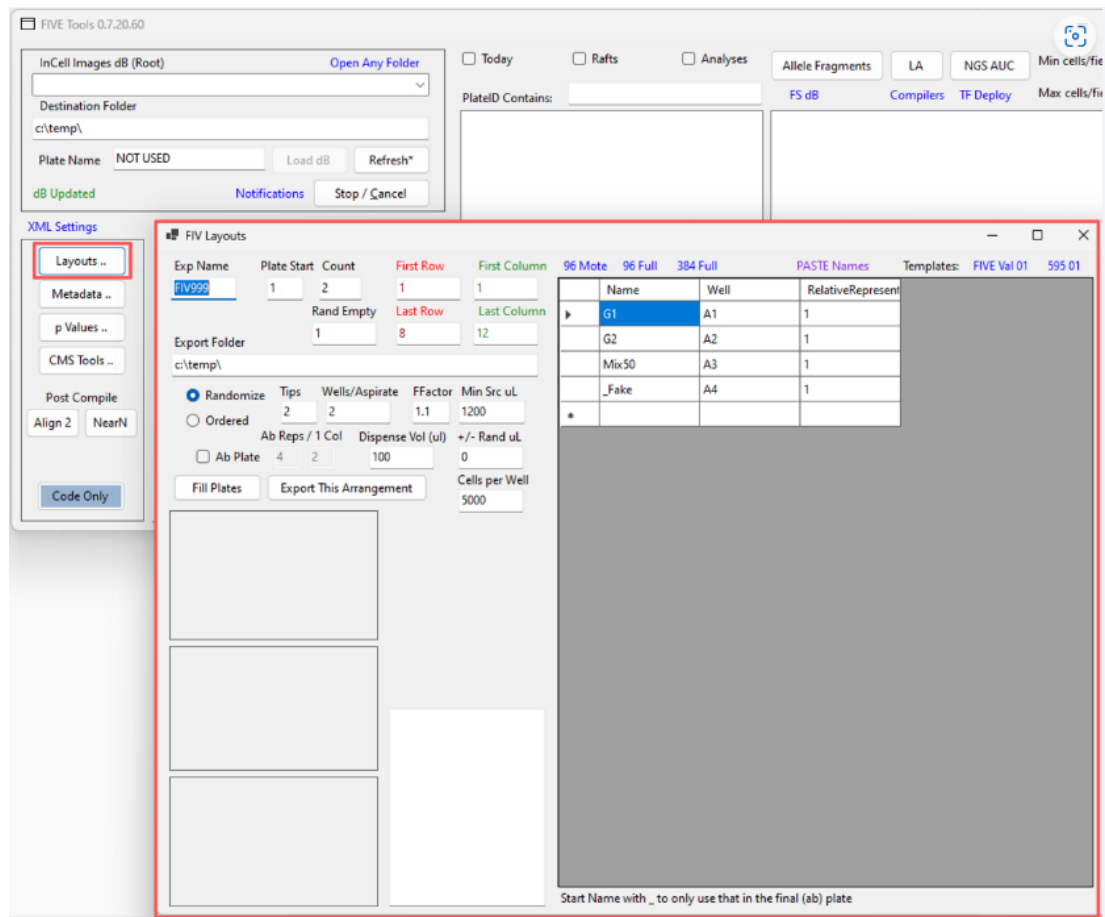 FIVE Tools 0.7.20.60
InCell Images dB (Root) Open Any Folder
Destination Folder
c:\temp\
Plate Name NOT USED Load dB Refresh*
dB Updated Notifications Stop / Cancel
Today Rafts Analyses
PlateID Contains:
Allele Fragments LA NGS AUC Min cells/fie
FS dB Compilers TF Deploy Max cells/fie
XML Settings
Layouts ..
Metadata ..
p Values ..
CMS Tools ..
Post Compile
Align 2 NearN
Code Only
FIV Layouts
Exp Name Plate Start Count First Row First Column
FIV999 1 2 1 1
Rand Empty Last Row Last Column
1 8 12
Export Folder
c:\temp\
Randomize Tips Wells/Aspirate FFactor Min Src uL
Ordered 2 2 1.1 1200
Ab Reps / 1 Col Dispense Vol (ul) +/- Rand uL
Ab Plate 4 2 100 0
Fill Plates Export This Arrangement Cells per Well
5000
96 Mote 96 Full 384 Full PASTE Names Templates: FIVE Val 01 595 01
Name Well RelativeRepresent
G1 A1 1
G2 A2 1
Mix50 A3 1
_Fake A4 1
Start Name with _ to only use that in the final (ab) plate